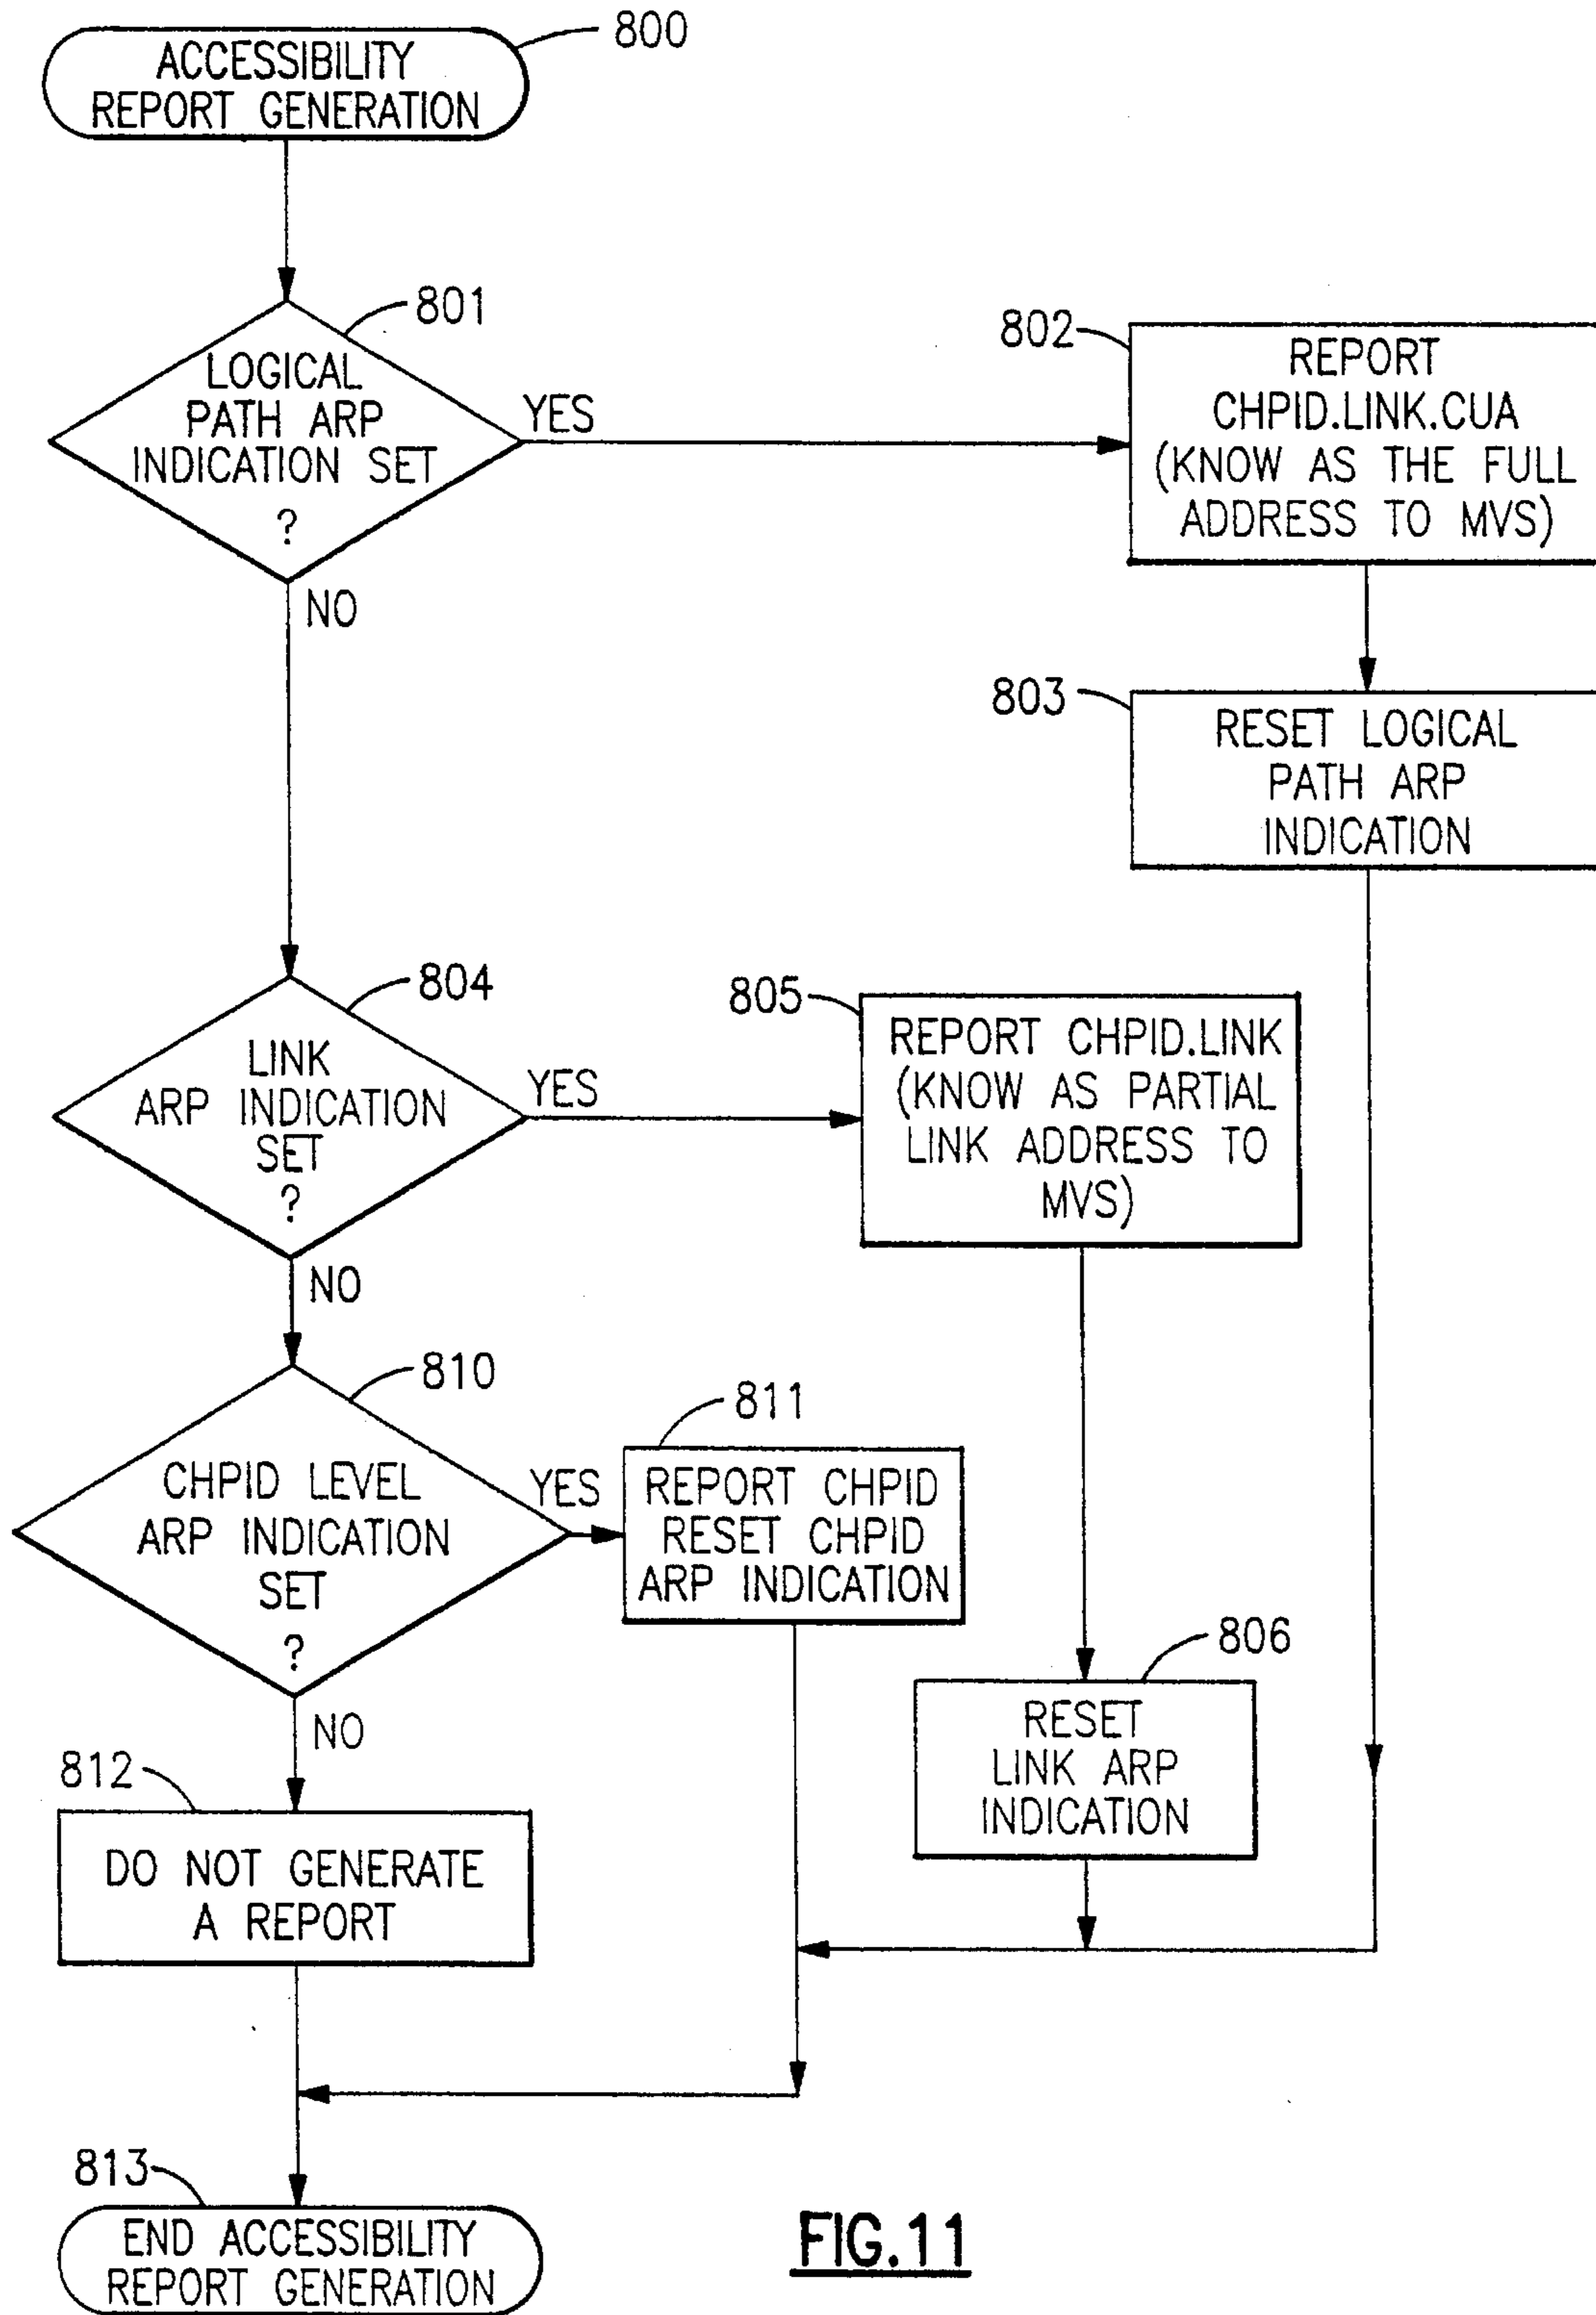 800
ACCESSIBILITY
REPORT GENERATION
801
LOGICAL
PATH ARP
INDICATION SET
?
YES
NO
802
REPORT
CHPID.LINK.CUA
(KNOW AS THE FULL
ADDRESS TO MVS)
803
RESET LOGICAL
PATH ARP
INDICATION
804
LINK
ARP INDICATION
SET
?
YES
NO
805
REPORT CHPID.LINK
(KNOW AS PARTIAL
LINK ADDRESS TO
MVS)
810
CHPID LEVEL
ARP INDICATION
SET
?
YES
NO
811
REPORT CHPID
RESET CHPID
ARP INDICATION
806
RESET
LINK ARP
INDICATION
812
DO NOT GENERATE
A REPORT
813
END ACCESSIBILITY
REPORT GENERATION
FIG.11